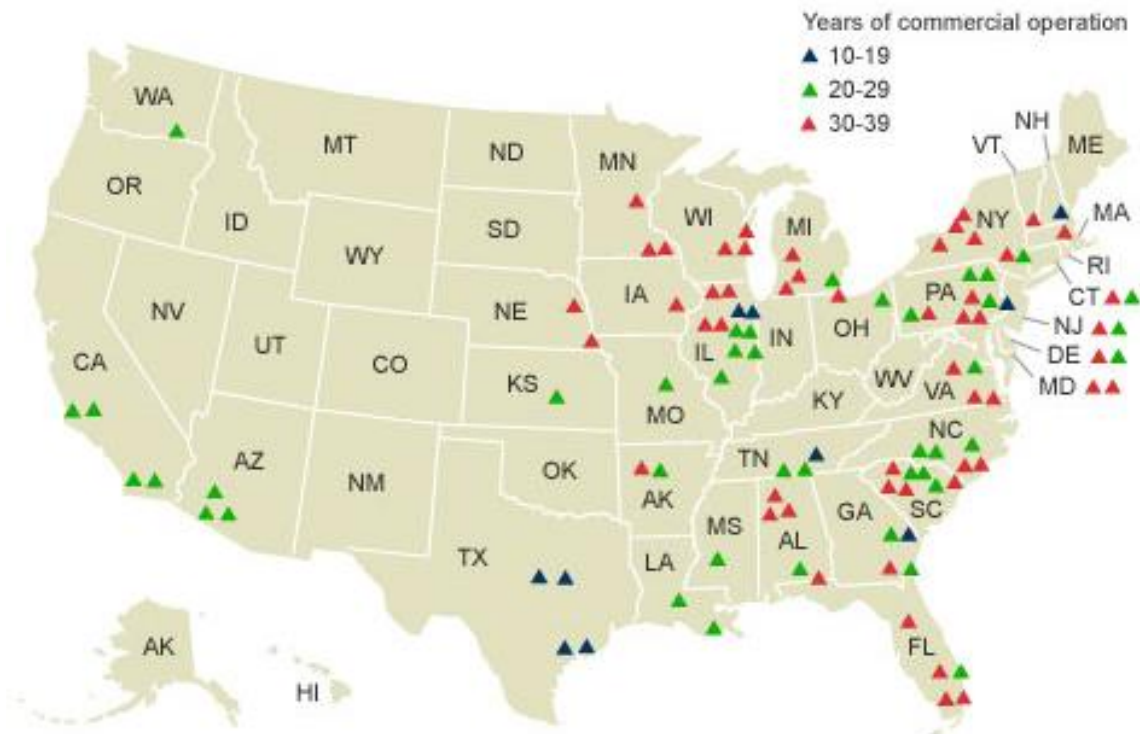 Years of commercial operation
10-19
20-29
30-39
WA
MT
ND
MN
VT
NH
ME
OR
ID
SD
WI
MI
NY
MA
WY
RI
NV
NE
IA
PA
CT
CA
UT
CO
IL
IN
OH
NJ
DE
KS
MO
WV
VA
MD
KY
AZ
NM
OK
TN
NC
AK
SC
TX
LA
MS
AL
GA
AK
HI
FL